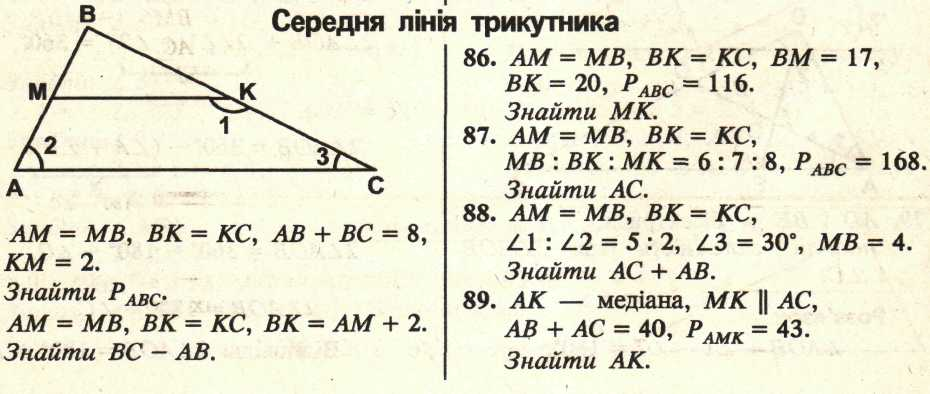 Середня лінія трикутника
B
M
K
1
2
3
A
C
AM = MB, BK = KC, AB + BC = 8,
KM = 2.
Знайти P_ABC.
AM = MB, BK = KC, BK = AM + 2.
Знайти BC − AB.
86. AM = MB, BK = KC, BM = 17,
BK = 20, P_ABC = 116.
Знайти MK.
87. AM = MB, BK = KC,
MB : BK : MK = 6 : 7 : 8, P_ABC = 168.
Знайти AC.
88. AM = MB, BK = KC,
∠1 : ∠2 = 5 : 2, ∠3 = 30°, MB = 4.
Знайти AC + AB.
89. AK — медіана, MK ∥ AC,
AB + AC = 40, P_AMK = 43.
Знайти AK.